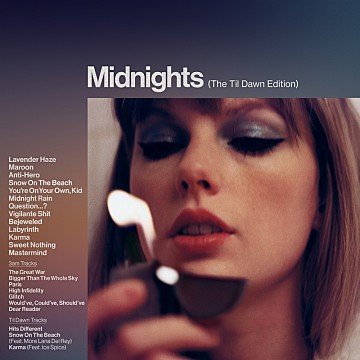 Midnights (The Til Dawn Edition)
Lavender Haze
Maroon
Anti-Hero
Snow On The Beach
You're On Your Own, Kid
Midnight Rain
Question...?
Vigilante Shit
Bejeweled
Labyrinth
Karma
Sweet Nothing
Mastermind
3am Tracks
The Great War
Bigger Than The Whole Sky
Paris
High Infidelity
Glitch
Would've, Could've, Should've
Dear Reader
Til Dawn Tracks
Hits Different
Snow On The Beach
(Feat. More Lana Del Rey)
Karma (Feat. Ice Spice)